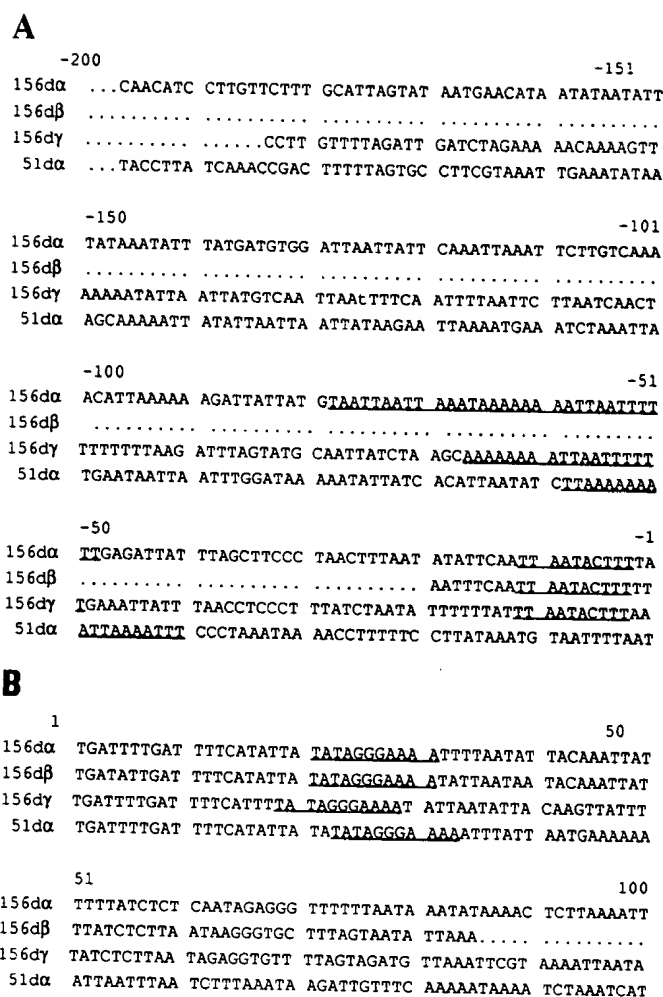 A
-200 -151
156dα ...CAACATC CTTGTTCTTT GCATTAGTAT AATGAACATA ATATAATATT
156dβ .......... .......... .......... .......... ..........
156dγ .......... ......CCTT GTTTTAGATT GATCTAGAAA AACAAAAGTT
51dα ...TACCTTA TCAAACCGAC TTTTTAGTGC CTTCGTAAAT TGAAATATAA
-150 -101
156dα TATAAATATT TATGATGTGG ATTAATTATT CAAATTAAAT TCTTGTCAAA
156dβ .......... .......... .......... .......... ..........
156dγ AAAAATATTA ATTATGTCAA TTAAtTTTCA ATTTTAATTC TTAATCAACT
51dα AGCAAAAATT ATATTAATTA ATTATAAGAA TTAAAATGAA ATCTAAATTA
-100 -51
156dα ACATTAAAAA AGATTATTAT GTAATTAATT AAATAAAAAA AATTAATTTT
156dβ .......... .......... .......... .......... ..........
156dγ TTTTTTTAAG ATTTAGTATG CAATTATCTA AGCAAAAAAA ATTAATTTTT
51dα TGAATAATTA ATTTGGATAA AAATATTATC ACATTAATAT CTTAAAAAAA
-50 -1
156dα TTGAGATTAT TTAGCTTCCC TAACTTTAAT ATATTCAATT AATACTTTTA
156dβ .......... .......... .......... AATTTCAATT AATACTTTTT
156dγ TGAAATTATT TAACCTCCCT TTATCTAATA TTTTTTATTT AATACTTTAA
51dα ATTAAAATTT CCCTAAATAA AACCTTTTTC CTTATAAATG TAATTTTAAT
B
1 50
156dα TGATTTTGAT TTTCATATTA TATAGGGAAA ATTTTAATAT TACAAATTAT
156dβ TGATATTGAT TTTCATATTA TATAGGGAAA ATATTAATAA TACAAATTAT
156dγ TGATTTTGAT TTTCATTTTA TAGGGAAAAT ATTAATATTA CAAGTTATTT
51dα TGATTTTGAT TTTCATATTA TATATAGGGA AAAATTTATT AATGAAAAAA
51 100
156dα TTTTATCTCT CAATAGAGGG TTTTTTAATA AATATAAAAC TCTTAAAATT
156dβ TTATCTCTTA ATAAGGGTGC TTTAGTAATA TTAAA..... ..........
156dγ TATCTCTTAA TAGAGGTGTT TTAGTAGATG TTAAATTCGT AAAATTAATA
51dα ATTAATTTAA TCTTTAAATA AGATTGTTTC AAAAATAAAA TCTAAATCAT